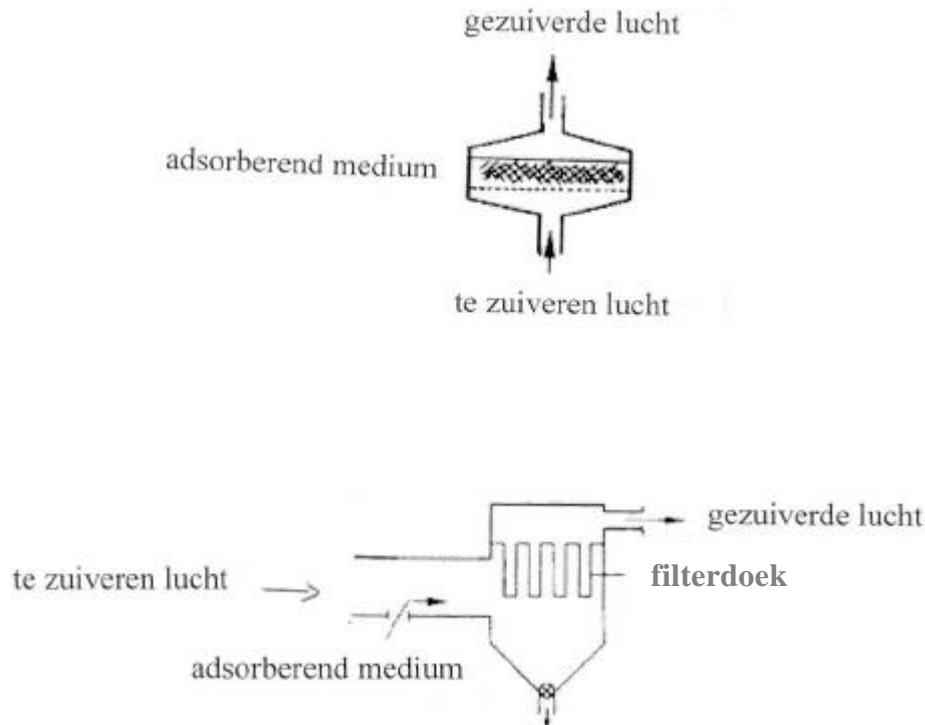 gezuiverde lucht
adsorberend medium
te zuiveren lucht
gezuiverde lucht
te zuiveren lucht
filterdoek
adsorberend medium